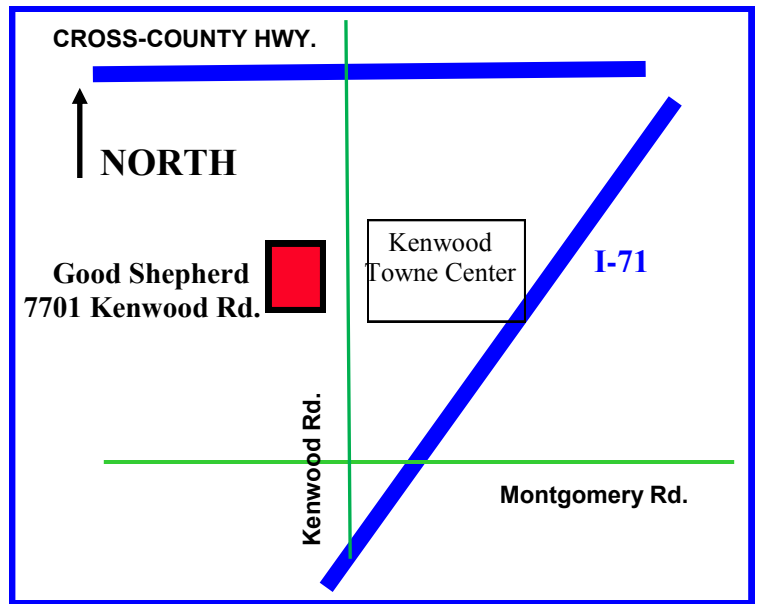 CROSS-COUNTY HWY.
NORTH
Kenwood
Towne Center
I-71
Good Shepherd
7701 Kenwood Rd.
Kenwood Rd.
Montgomery Rd.